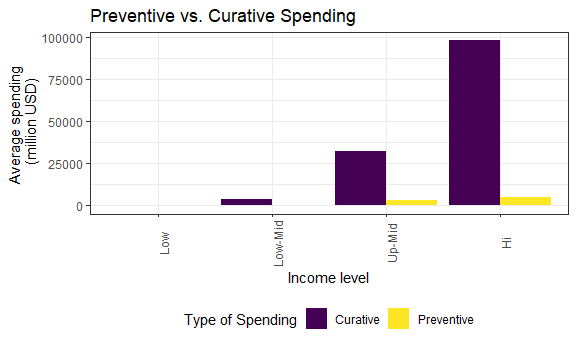 Preventive vs. Curative Spending
Average spending
(million USD)
100000
75000
50000
25000
0
Low
Low-Mid
Up-Mid
Hi
Income level
Type of Spending
Curative
Preventive